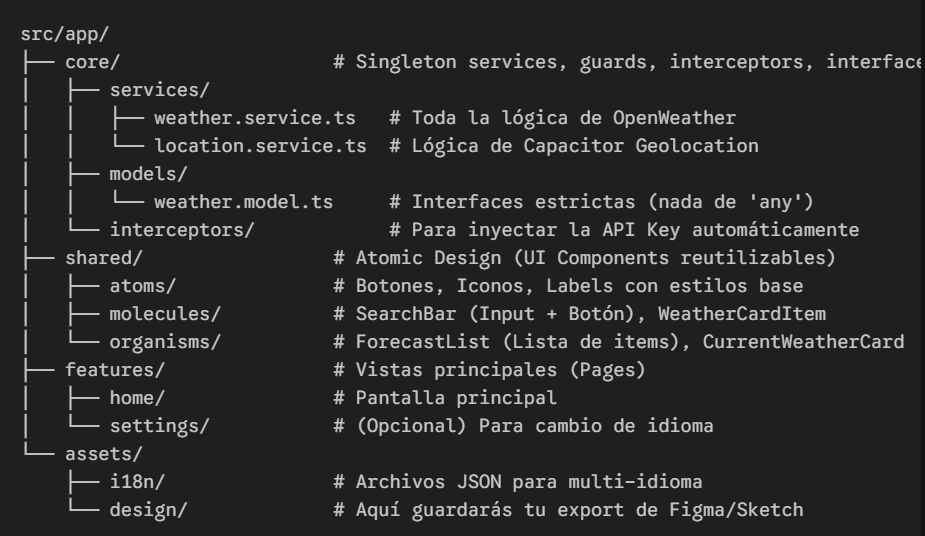 src/app/
├── core/                   # Singleton services, guards, interceptors, interface
│   ├── services/
│   │   ├── weather.service.ts   # Toda la lógica de OpenWeather
│   │   └── location.service.ts  # Lógica de Capacitor Geolocation
│   ├── models/
│   │   └── weather.model.ts     # Interfaces estrictas (nada de 'any')
│   └── interceptors/            # Para inyectar la API Key automáticamente
├── shared/                 # Atomic Design (UI Components reutilizables)
│   ├── atoms/              # Botones, Iconos, Labels con estilos base
│   ├── molecules/          # SearchBar (Input + Botón), WeatherCardItem
│   └── organisms/          # ForecastList (Lista de items), CurrentWeatherCard
├── features/               # Vistas principales (Pages)
│   ├── home/               # Pantalla principal
│   └── settings/           # (Opcional) Para cambio de idioma
└── assets/
    ├── i18n/               # Archivos JSON para multi-idioma
    └── design/             # Aquí guardarás tu export de Figma/Sketch